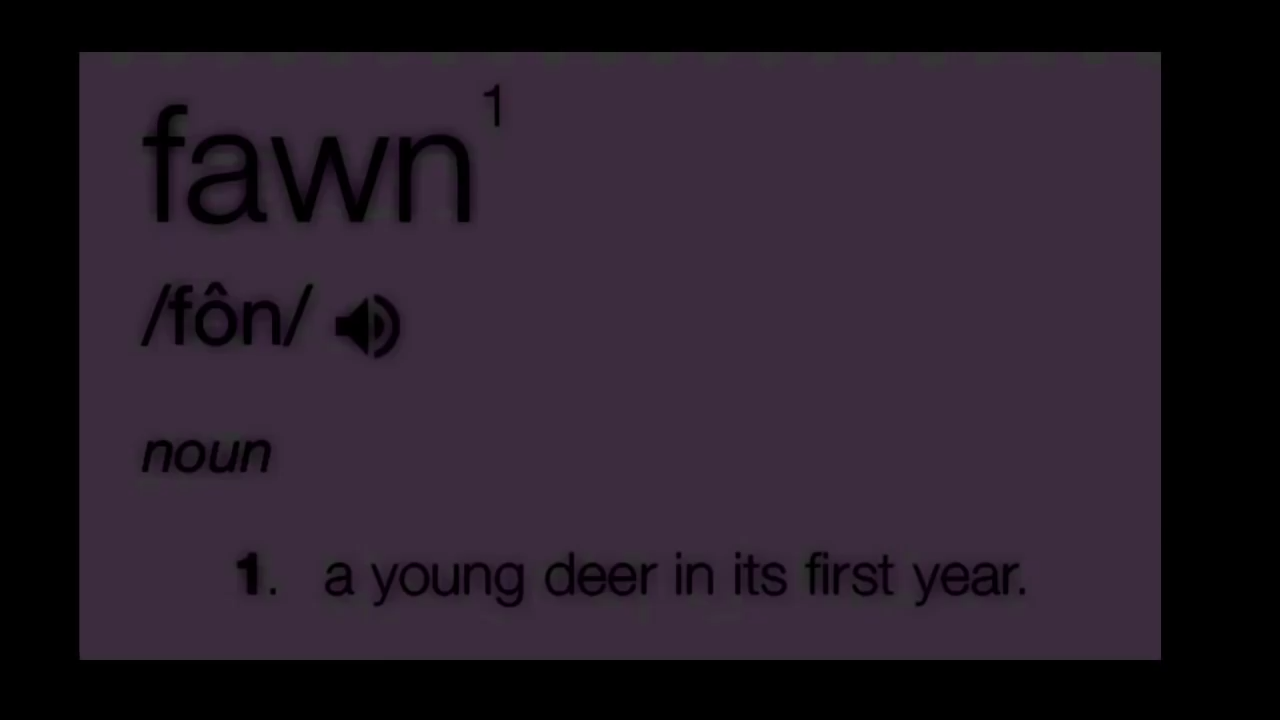 fawn¹
/fôn/
noun
1. a young deer in its first year.